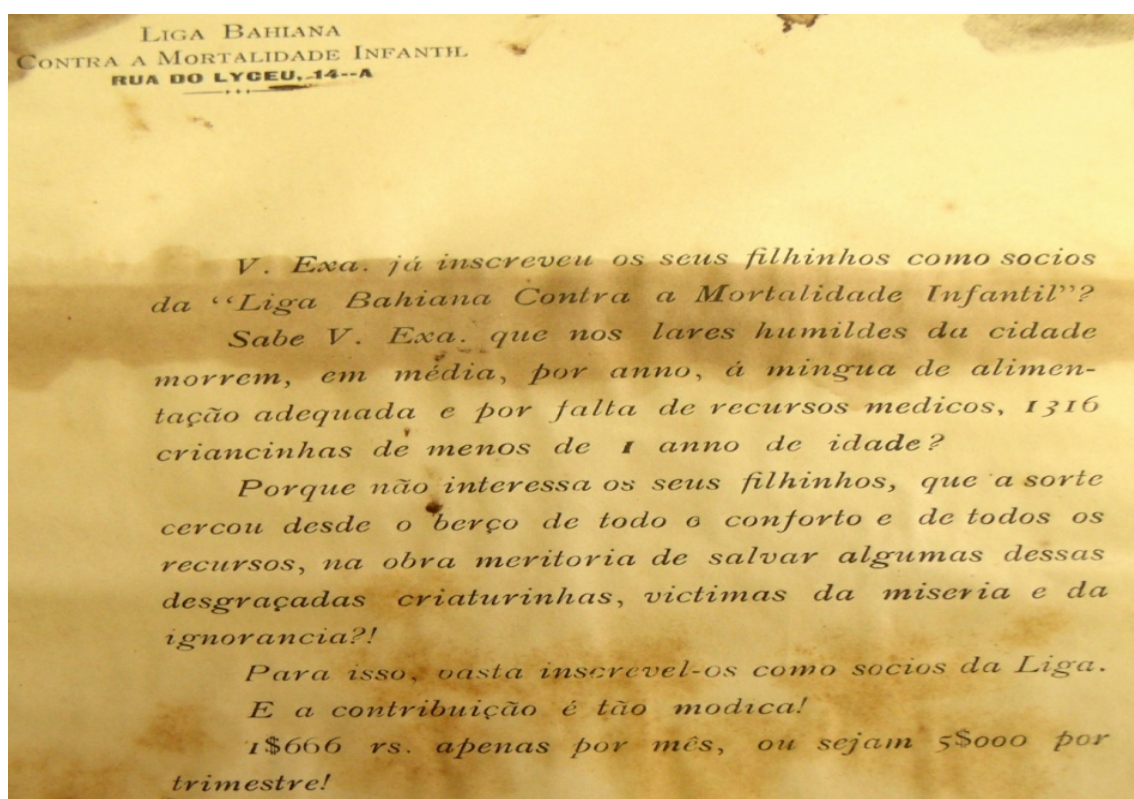 LIGA BAHIANA
CONTRA A MORTALIDADE INFANTIL
RUA DO LYCEU, 14--A
V. Exa. já inscreveu os seus filhinhos como socios
da “Liga Bahiana Contra a Mortalidade Infantil”?
Sabe V. Exa. que nos lares humildes da cidade
morrem, em média, por anno, á mingua de alimen-
tação adequada e por falta de recursos medicos, 1316
criancinhas de menos de 1 anno de idade?
Porque não interessa os seus filhinhos, que a sorte
cercou desde o berço de todo o conforto e de todos os
recursos, na obra meritoria de salvar algumas dessas
desgraçadas criaturinhas, victimas da miseria e da
ignorancia?!
Para isso, basta inscrevel-os como socios da Liga.
E a contribuição é tão modica!
1$666 rs. apenas por mês, ou sejam 5$000 por
trimestre!